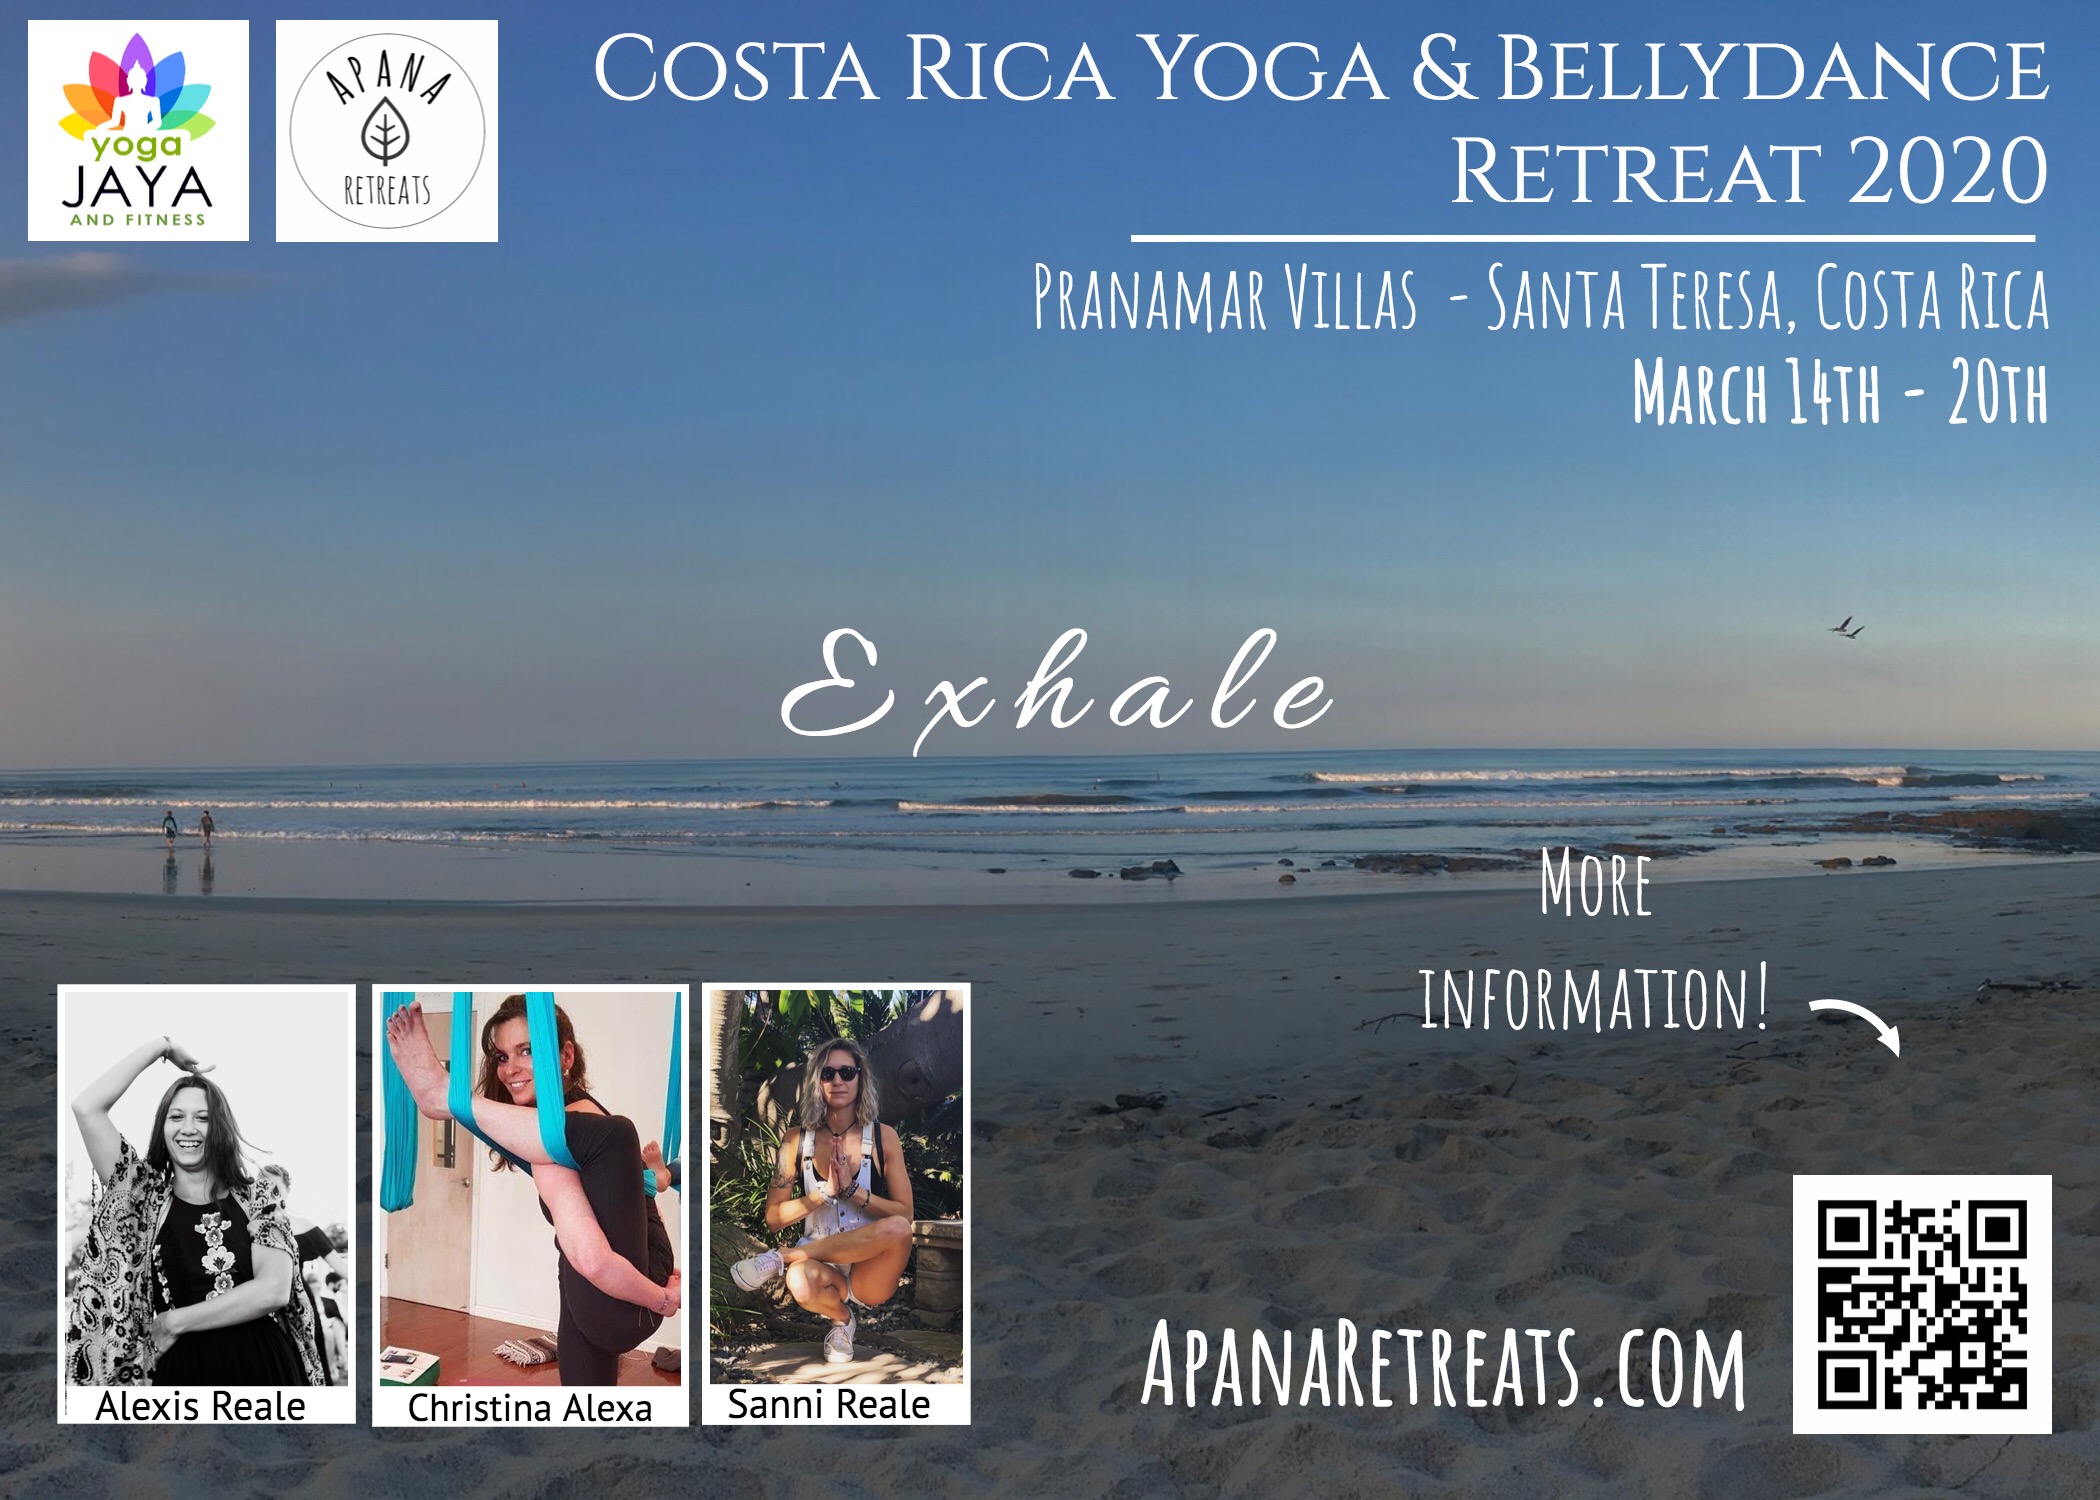 yoga
JAYA
AND FITNESS
APANA
RETREATS
Costa Rica Yoga & Bellydance
Retreat 2020
Pranamar Villas - Santa Teresa, Costa Rica
March 14th - 20th
Exhale
More
information!
Alexis Reale
Christina Alexa
Sanni Reale
ApanaRetreats.com